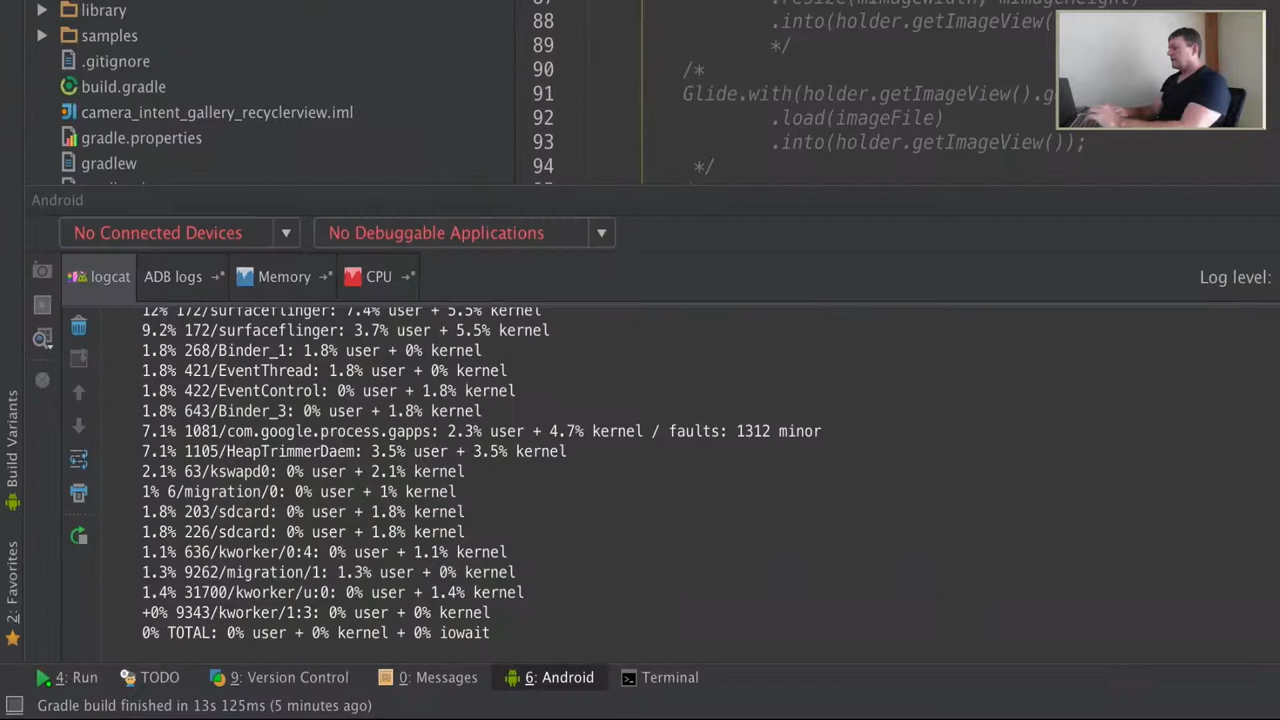 library
samples
.gitignore
build.gradle
camera_intent_gallery_recyclerview.iml
gradle.properties
gradlew
88 .into(holder.getImageView(
89 */
90 /*
91 Glide.with(holder.getImageView().g
92 .load(imageFile)
93 .into(holder.getImageView());
94 */
Android
No Connected Devices
No Debuggable Applications
logcat
ADB logs
Memory
CPU
Log level:
12% 172/surfaceflinger: 7.4% user + 5.5% kernel
9.2% 172/surfaceflinger: 3.7% user + 5.5% kernel
1.8% 268/Binder_1: 1.8% user + 0% kernel
1.8% 421/EventThread: 1.8% user + 0% kernel
1.8% 422/EventControl: 0% user + 1.8% kernel
1.8% 643/Binder_3: 0% user + 1.8% kernel
7.1% 1081/com.google.process.gapps: 2.3% user + 4.7% kernel / faults: 1312 minor
7.1% 1105/HeapTrimmerDaem: 3.5% user + 3.5% kernel
2.1% 63/kswapd0: 0% user + 2.1% kernel
1% 6/migration/0: 0% user + 1% kernel
1.8% 203/sdcard: 0% user + 1.8% kernel
1.8% 226/sdcard: 0% user + 1.8% kernel
1.1% 636/kworker/0:4: 0% user + 1.1% kernel
1.3% 9262/migration/1: 1.3% user + 0% kernel
1.4% 31700/kworker/u:0: 0% user + 1.4% kernel
+0% 9343/kworker/1:3: 0% user + 0% kernel
0% TOTAL: 0% user + 0% kernel + 0% iowait
Build Variants
2: Favorites
4: Run
TODO
9: Version Control
0: Messages
6: Android
Terminal
Gradle build finished in 13s 125ms (5 minutes ago)